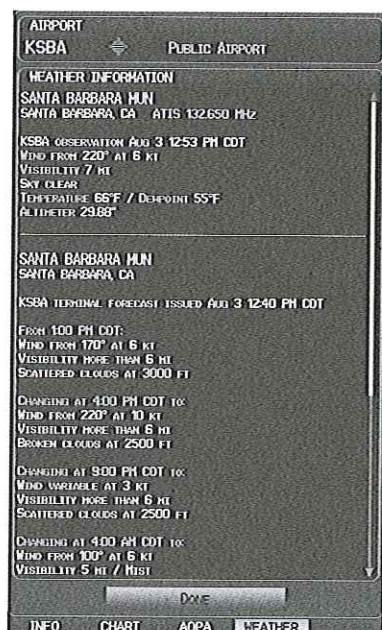 AIRPORT
KSBA PUBLIC AIRPORT
WEATHER INFORMATION
SANTA BARBARA MUN
SANTA BARBARA, CA ATIS 132.650 MHz
KSBA OBSERVATION AUG 3 12:53 PM CDT
WIND FROM 220° AT 6 KT
VISIBILITY 7 MI
SKY CLEAR
TEMPERATURE 66°F / DEWPOINT 55°F
ALTIMETER 29.88"
SANTA BARBARA MUN
SANTA BARBARA, CA
KSBA TERMINAL FORECAST ISSUED AUG 3 12:40 PM CDT
FROM 1:00 PM CDT:
WIND FROM 170° AT 6 KT
VISIBILITY MORE THAN 6 MI
SCATTERED CLOUDS AT 3000 FT
CHANGING AT 4:00 PM CDT TO:
WIND FROM 220° AT 10 KT
VISIBILITY MORE THAN 6 MI
BROKEN CLOUDS AT 2500 FT
CHANGING AT 9:00 PM CDT TO:
WIND VARIABLE AT 3 KT
VISIBILITY MORE THAN 6 MI
SCATTERED CLOUDS AT 2500 FT
CHANGING AT 4:00 AM CDT TO:
WIND FROM 100° AT 6 KT
VISIBILITY 5 MI / MIST
DONE
INFO CHART AOPA WEATHER